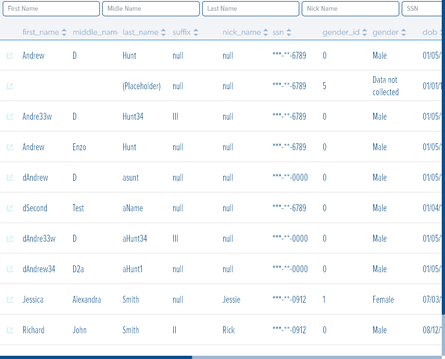 First Name Midle Name Last Name Nick Name SSN
first_name middle_name last_name suffix nick_name ssn gender_id gender dob
Andrew D Hunt null null ***-**-6789 0 Male 01/05/
(Placeholder) null null ***-**-6789 5 Data not collected 01/01/1
Andre33w D Hunt34 III null ***-**-6789 0 Male 01/05/
Andrew Enzo Hunt null null ***-**-6789 0 Male 01/05/
dAndrew D asunt null null ***-**-0000 0 Male 01/05/
dSecond Test aName null null ***-**-6789 0 Male 01/04/
dAndre33w D aHunt34 III null ***-**-0000 0 Male 01/05/
dAndrew34 D2a aHunt1 null null ***-**-0000 0 Male 01/05/
Jessica Alexandra Smith null Jessie ***-**-0912 1 Female 07/03/
Richard John Smith II Rick ***-**-0912 0 Male 08/12/